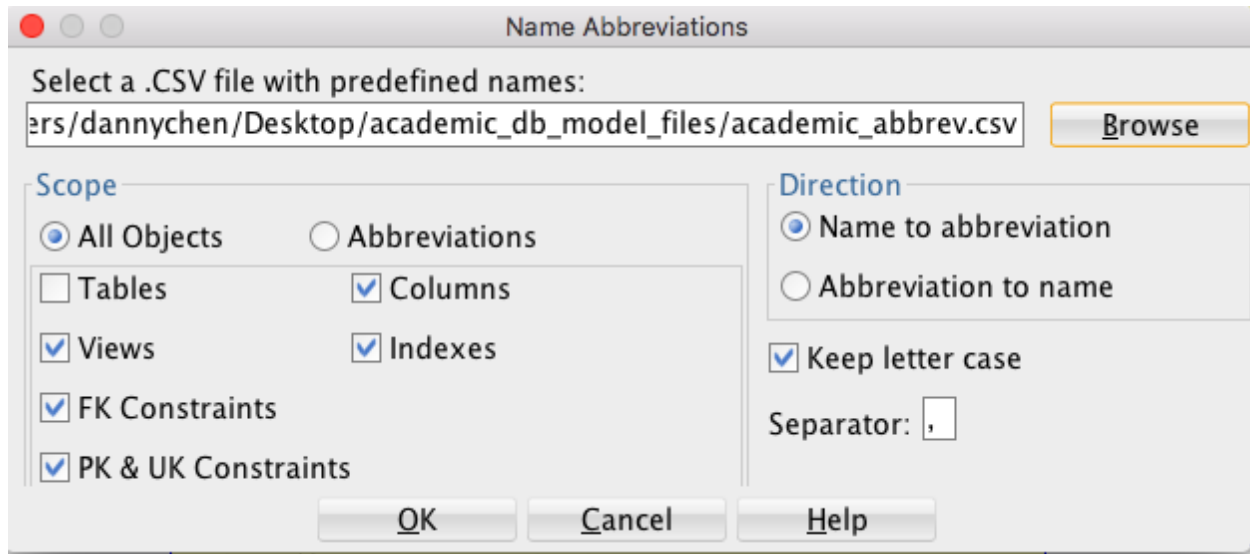 Name Abbreviations
Select a .CSV file with predefined names:
ers/dannychen/Desktop/academic_db_model_files/academic_abbrev.csv Browse
Scope Direction
All Objects Abbreviations Name to abbreviation
Tables Columns Abbreviation to name
Views Indexes Keep letter case
FK Constraints Separator: ,
PK & UK Constraints
OK Cancel Help